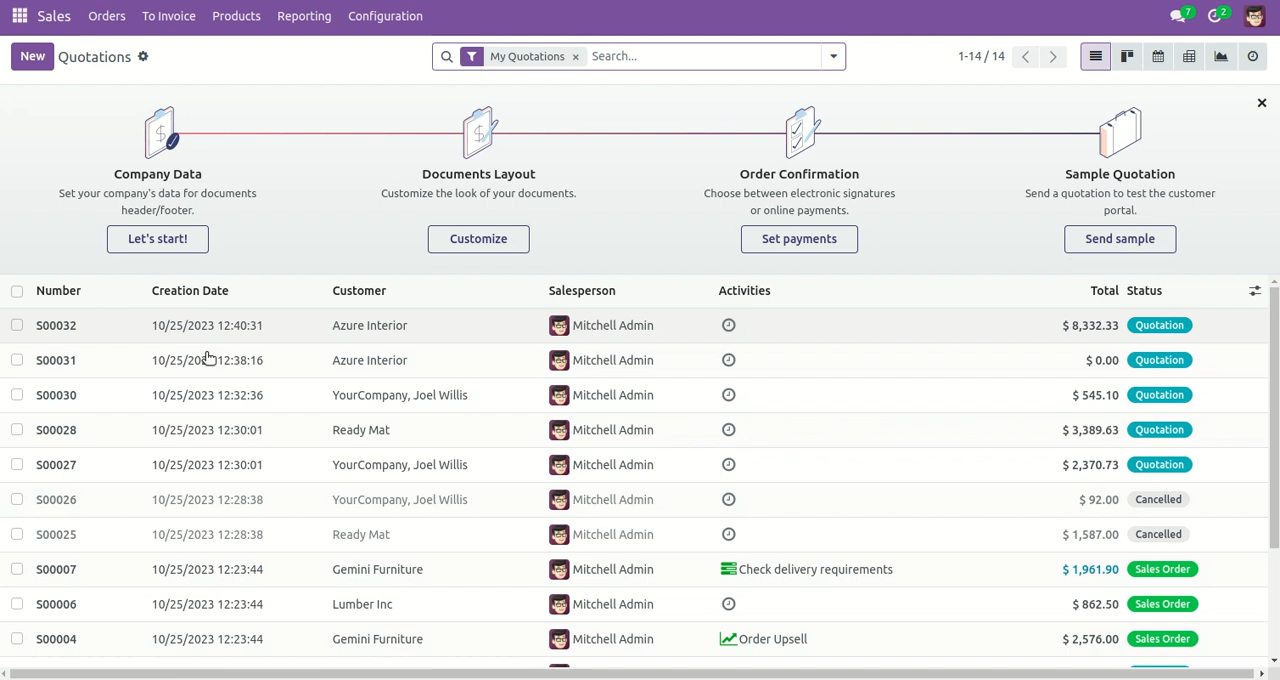 Sales Orders To Invoice Products Reporting Configuration 7 2
New Quotations My Quotations × Search... 1-14 / 14
Company Data Documents Layout Order Confirmation Sample Quotation
Set your company's data for documents Customize the look of your documents. Choose between electronic signatures Send a quotation to test the customer
header/footer. or online payments. portal.
Let's start! Customize Set payments Send sample
Number Creation Date Customer Salesperson Activities Total Status
S00032 10/25/2023 12:40:31 Azure Interior Mitchell Admin $ 8,332.33 Quotation
S00031 12:38:16 Azure Interior Mitchell Admin $ 0.00 Quotation
S00030 10/25/2023 12:32:36 YourCompany, Joel Willis Mitchell Admin $ 545.10 Quotation
S00028 10/25/2023 12:30:01 Ready Mat Mitchell Admin $ 3,389.63 Quotation
S00027 10/25/2023 12:30:01 YourCompany, Joel Willis Mitchell Admin $ 2,370.73 Quotation
S00026 10/25/2023 12:28:38 YourCompany, Joel Willis Mitchell Admin $ 92.00 Cancelled
S00025 10/25/2023 12:28:38 Ready Mat Mitchell Admin $ 1,587.00 Cancelled
S00007 10/25/2023 12:23:44 Gemini Furniture Mitchell Admin Check delivery requirements $ 1,961.90 Sales Order
S00006 10/25/2023 12:23:44 Lumber Inc Mitchell Admin $ 862.50 Sales Order
S00004 10/25/2023 12:23:44 Gemini Furniture Mitchell Admin Order Upsell $ 2,576.00 Sales Order